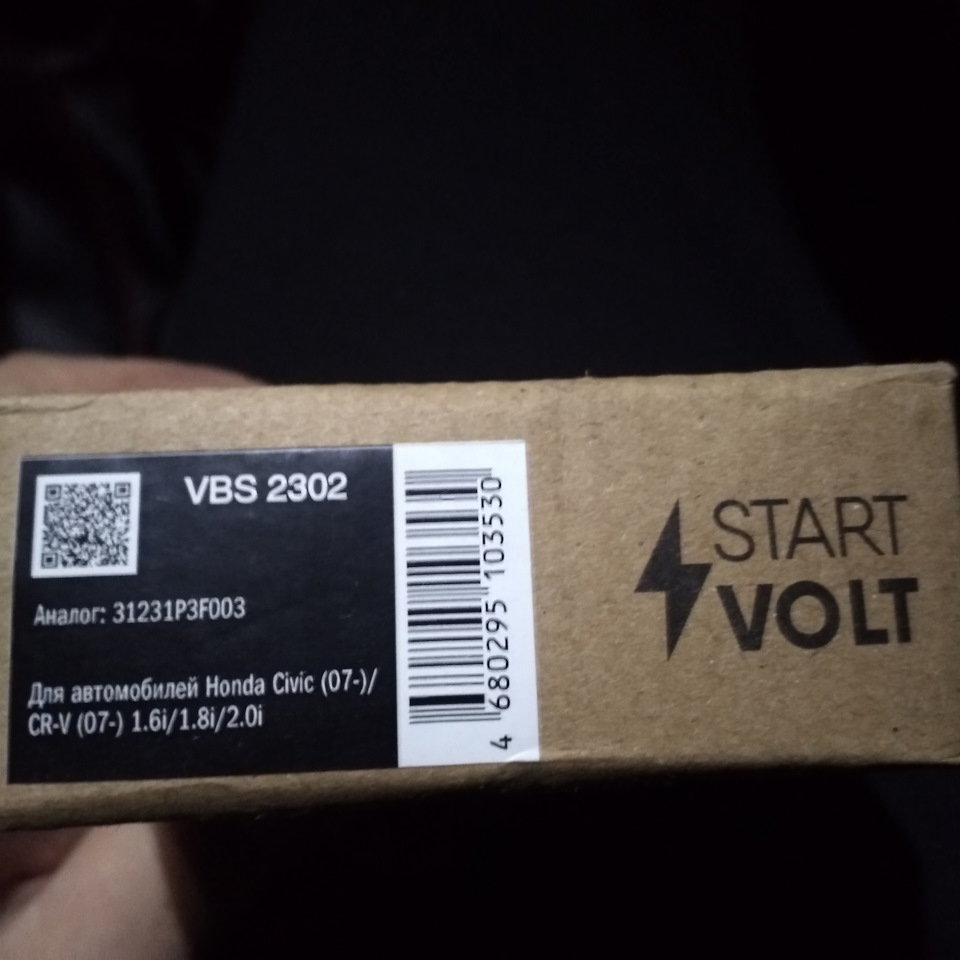 VBS 2302
Аналог: 31231P3F003
Для автомобилей Honda Civic (07-)/
CR-V (07-) 1.6i/1.8i/2.0i
4 680295 103530
START
VOLT